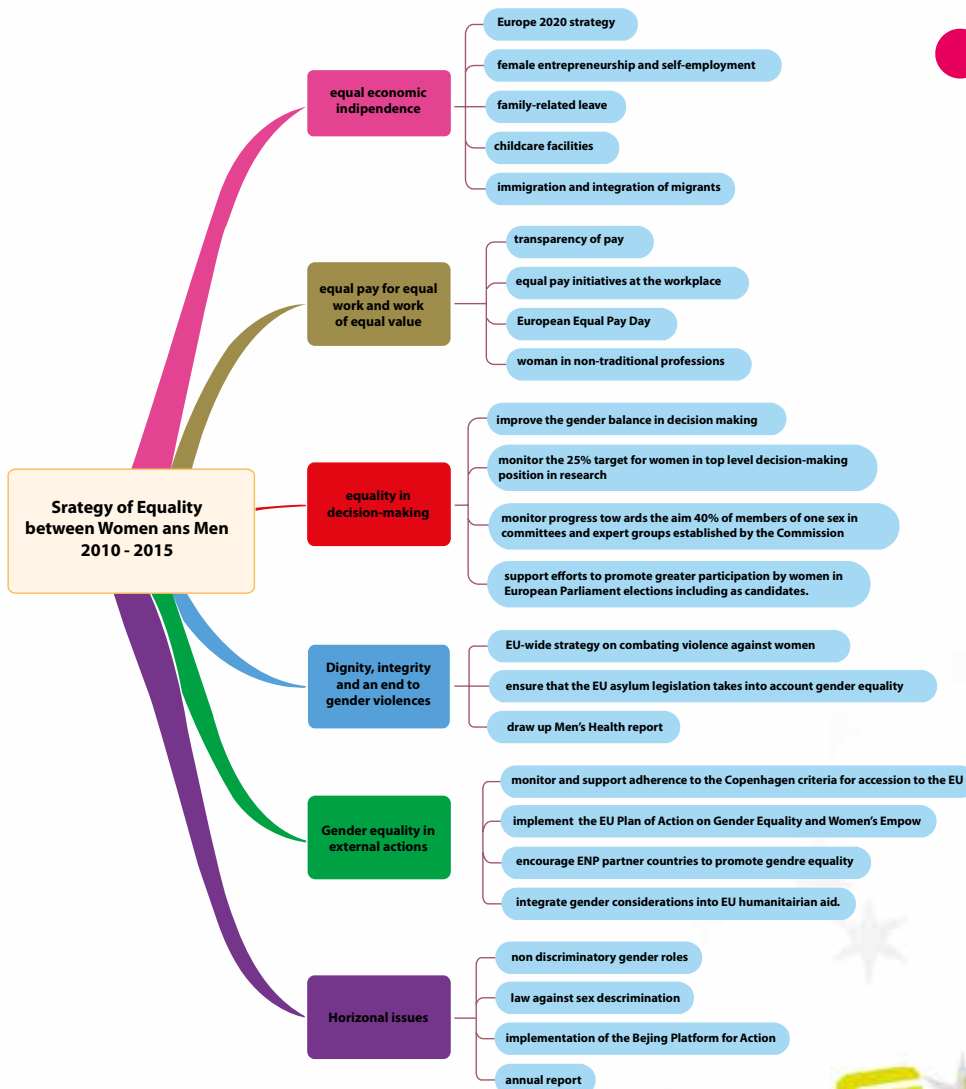 Srategy of Equality
between Women ans Men
2010 - 2015
equal economic
indipendence
Europe 2020 strategy
female entrepreneurship and self-employment
family-related leave
childcare facilities
immigration and integration of migrants
equal pay for equal
work and work
of equal value
transparency of pay
equal pay initiatives at the workplace
European Equal Pay Day
woman in non-traditional professions
equality in
decision-making
improve the gender balance in decision making
monitor the 25% target for women in top level decision-making
position in research
monitor progress tow ards the aim 40% of members of one sex in
committees and expert groups established by the Commission
support efforts to promote greater participation by women in
European Parliament elections including as candidates.
Dignity, integrity
and an end to
gender violences
EU-wide strategy on combating violence against women
ensure that the EU asylum legislation takes into account gender equality
draw up Men’s Health report
Gender equality in
external actions
monitor and support adherence to the Copenhagen criteria for accession to the EU
implement the EU Plan of Action on Gender Equality and Women’s Empow
encourage ENP partner countries to promote gendre equality
integrate gender considerations into EU humanitairian aid.
Horizonal issues
non discriminatory gender roles
law against sex descrimination
implementation of the Bejing Platform for Action
annual report